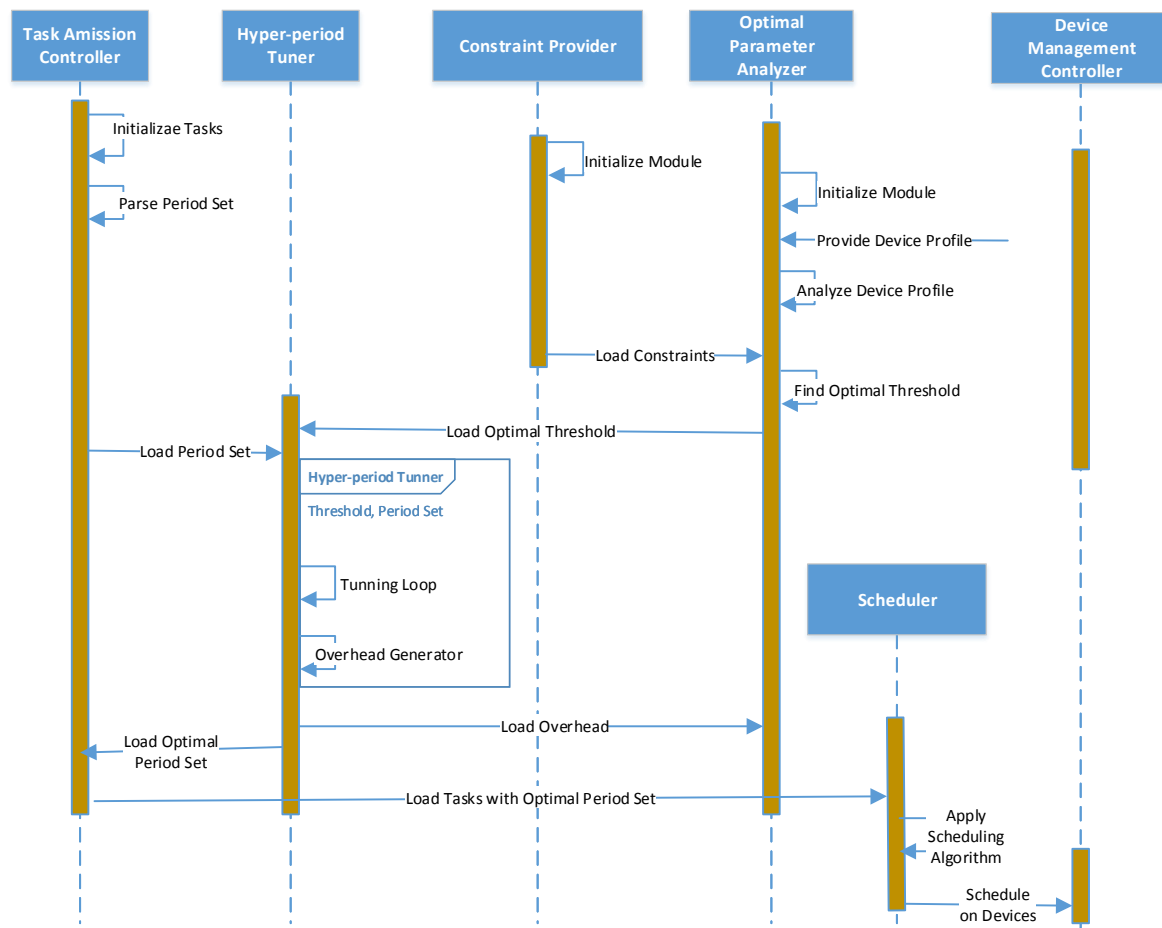 Task Amission
Controller
Hyper-period
Tuner
Constraint Provider
Optimal
Parameter
Analyzer
Device
Management
Controller
Initializae Tasks
Initialize Module
Initialize Module
Parse Period Set
Provide Device Profile
Analyze Device Profile
Load Constraints
Find Optimal Threshold
Load Optimal Threshold
Load Period Set
Hyper-period Tunner
Threshold, Period Set
Tunning Loop
Scheduler
Overhead Generator
Load Overhead
Load Optimal
Period Set
Load Tasks with Optimal Period Set
Apply
Scheduling
Algorithm
Schedule
on Devices